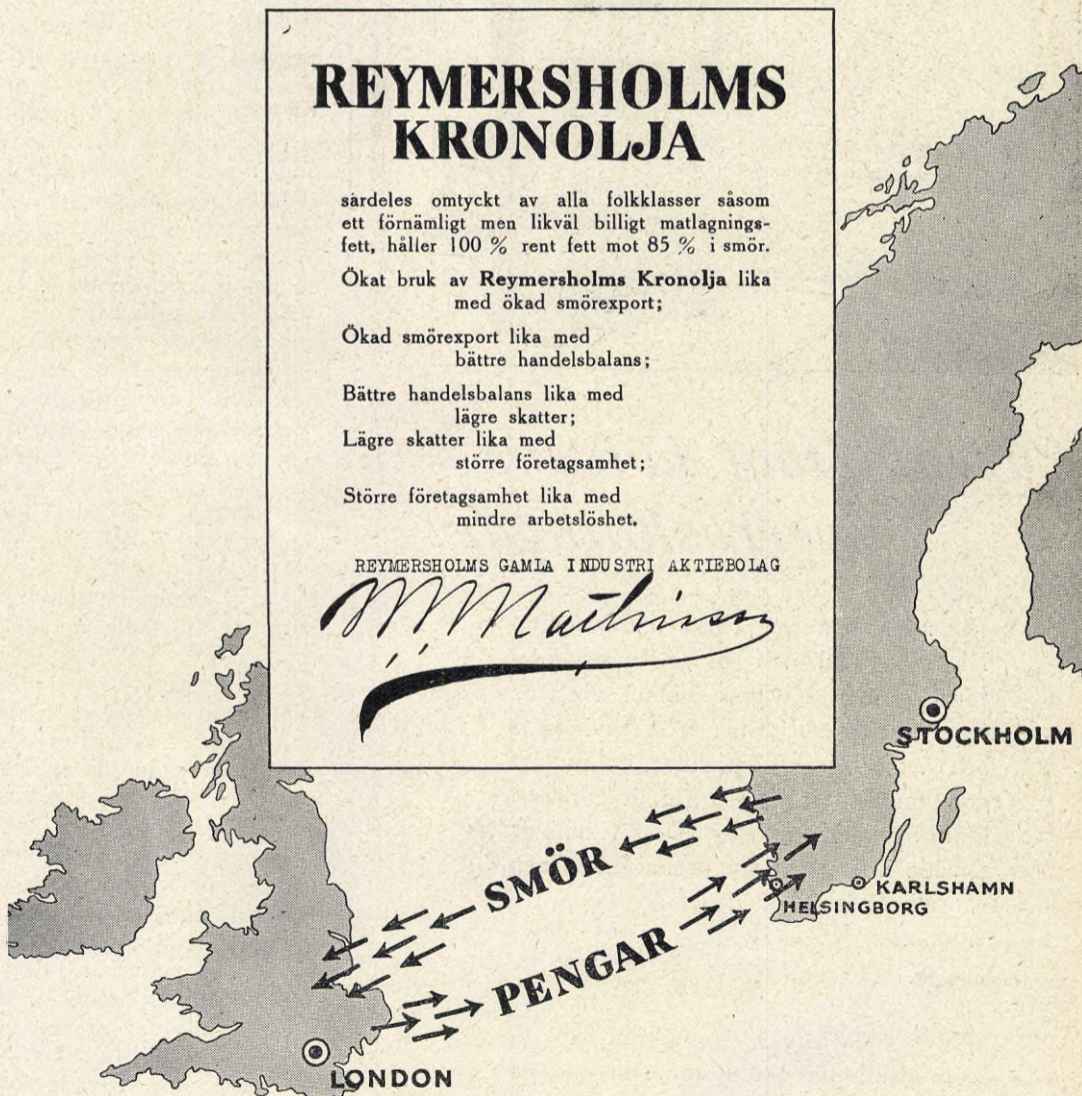 REYMERSHOLMS
KRONOLJA
särdeles omtyckt av alla folkklasser såsom
ett förnämligt men likväl billigt matlagnings-
fett, håller 100 % rent fett mot 85 % i smör.
Ökat bruk av Reymersholms Kronolja lika
med ökad smörexport;
Ökad smörexport lika med
bättre handelsbalans;
Bättre handelsbalans lika med
lägre skatter;
Lägre skatter lika med
större företagsamhet;
Större företagsamhet lika med
mindre arbetslöshet.
REYMERSHOLMS GAMLA INDUSTRI AKTIEBOLAG
STOCKHOLM
SMÖR
KARLSHAMN
HELSINGBORG
PENGAR
LONDON